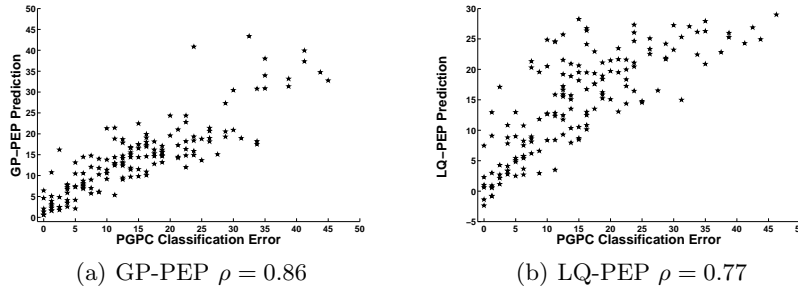 50
45
40
35
30
25
20
15
10
5
0
GP−PEP Prediction
0 5 10 15 20 25 30 35 40 45 50
PGPC Classification Error
(a) GP-PEP ρ = 0.86
30
25
20
15
10
5
0
−5
LQ−PEP Prediction
0 5 10 15 20 25 30 35 40 45 50
PGPC Classification Error
(b) LQ-PEP ρ = 0.77